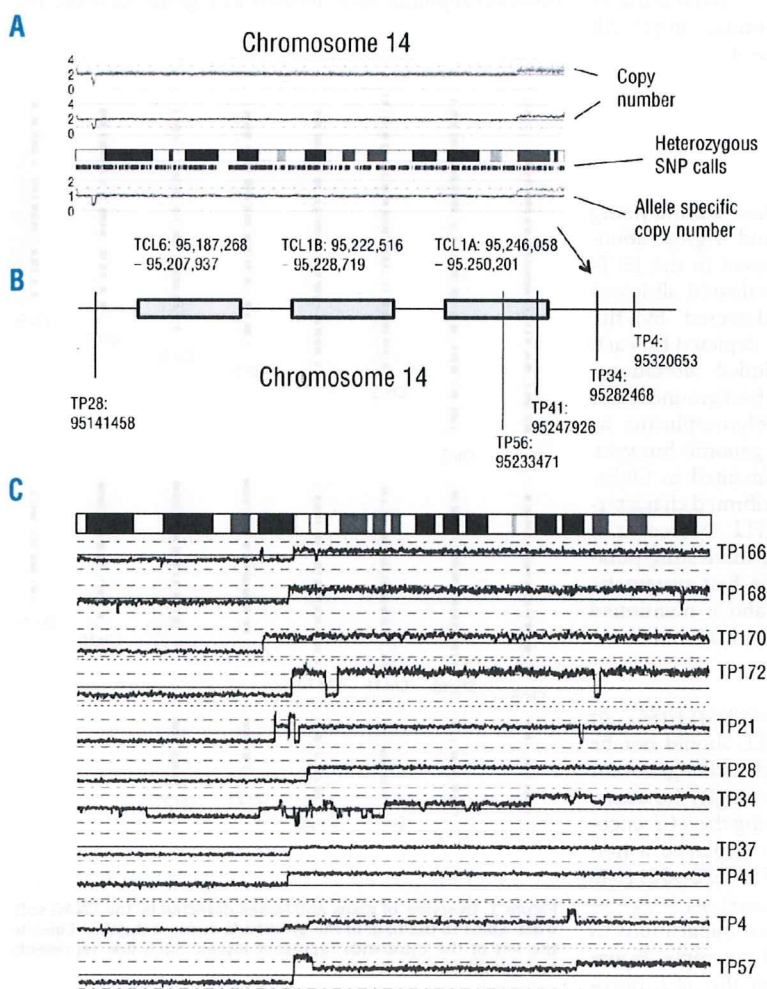 A
Chromosome 14
4
2
0
Copy
number
4
2
0
Heterozygous
SNP calls
2
1
0
Allele specific
copy number
TCL6: 95,187,268
– 95.207,937
TCL1B: 95,222,516
– 95,228,719
TCL1A: 95,246,058
– 95.250,201
B
Chromosome 14
TP28:
95141458
TP4:
95320653
TP34:
95282468
TP41:
95247926
TP56:
95233471
C
TP166
TP168
TP170
TP172
TP21
TP28
TP34
TP37
TP41
TP4
TP57